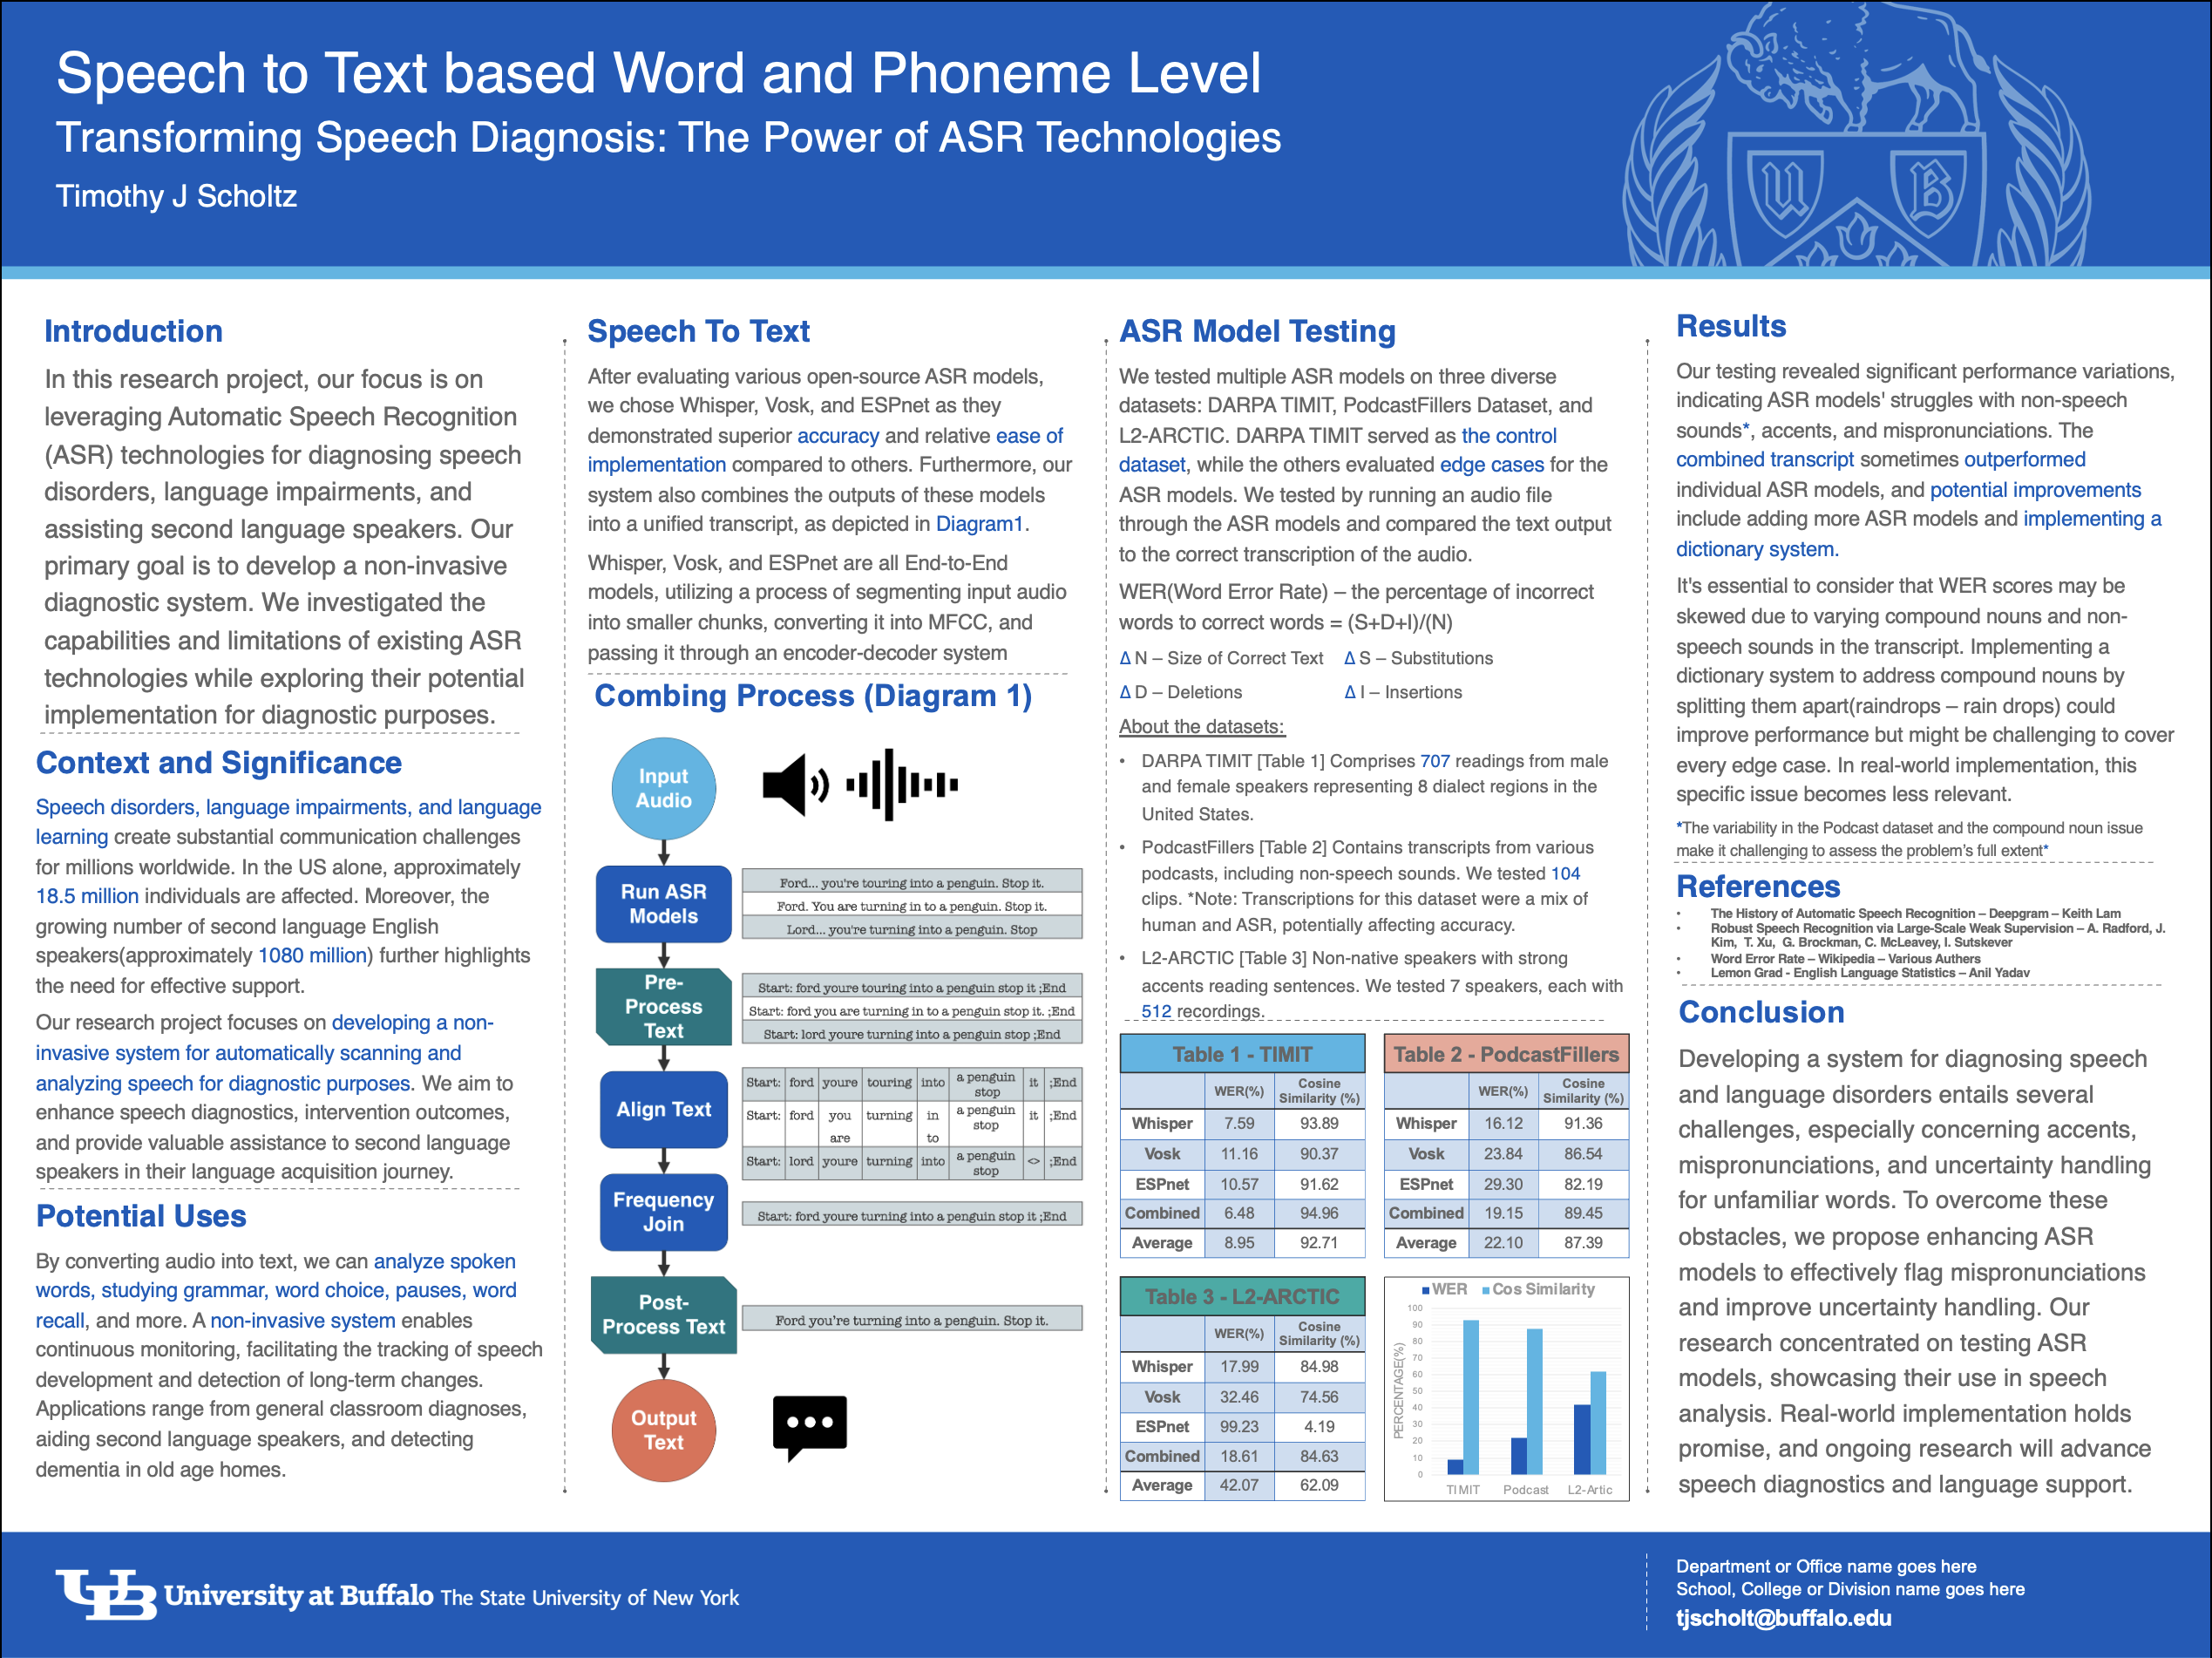 Speech to Text based Word and Phoneme Level
Transforming Speech Diagnosis: The Power of ASR Technologies
Timothy J Scholtz
U B
Introduction
In this research project, our focus is on
leveraging Automatic Speech Recognition
(ASR) technologies for diagnosing speech
disorders, language impairments, and
assisting second language speakers. Our
primary goal is to develop a non-invasive
diagnostic system. We investigated the
capabilities and limitations of existing ASR
technologies while exploring their potential
implementation for diagnostic purposes.
Context and Significance
Speech disorders, language impairments, and language
learning create substantial communication challenges
for millions worldwide. In the US alone, approximately
18.5 million individuals are affected. Moreover, the
growing number of second language English
speakers(approximately 1080 million) further highlights
the need for effective support.
Our research project focuses on developing a non-
invasive system for automatically scanning and
analyzing speech for diagnostic purposes. We aim to
enhance speech diagnostics, intervention outcomes,
and provide valuable assistance to second language
speakers in their language acquisition journey.
Potential Uses
By converting audio into text, we can analyze spoken
words, studying grammar, word choice, pauses, word
recall, and more. A non-invasive system enables
continuous monitoring, facilitating the tracking of speech
development and detection of long-term changes.
Applications range from general classroom diagnoses,
aiding second language speakers, and detecting
dementia in old age homes.
Speech To Text
After evaluating various open-source ASR models,
we chose Whisper, Vosk, and ESPnet as they
demonstrated superior accuracy and relative ease of
implementation compared to others. Furthermore, our
system also combines the outputs of these models
into a unified transcript, as depicted in Diagram1.
Whisper, Vosk, and ESPnet are all End-to-End
models, utilizing a process of segmenting input audio
into smaller chunks, converting it into MFCC, and
passing it through an encoder-decoder system
Combing Process (Diagram 1)
Input
Audio
Run ASR
Models
Ford... you're touring into a penguin. Stop it.
Ford. You are turning in to a penguin. Stop it.
Lord... you're turning into a penguin. Stop
Pre-
Process
Text
Start: ford youre touring into a penguin stop it ;End
Start: ford you are turning in to a penguin stop it. ;End
Start: lord youre turning into a penguin stop ;End
Align Text
Start: ford youre touring into a penguin stop it ;End
Start: ford you are turning in to a penguin stop it ;End
Start: lord youre turning into a penguin stop <> ;End
Frequency
Join
Start: ford youre turning into a penguin stop it ;End
Post-
Process Text
Ford you're turning into a penguin. Stop it.
Output
Text
ASR Model Testing
We tested multiple ASR models on three diverse
datasets: DARPA TIMIT, PodcastFillers Dataset, and
L2-ARCTIC. DARPA TIMIT served as the control
dataset, while the others evaluated edge cases for the
ASR models. We tested by running an audio file
through the ASR models and compared the text output
to the correct transcription of the audio.
WER(Word Error Rate) – the percentage of incorrect
words to correct words = (S+D+I)/(N)
Δ N – Size of Correct Text Δ S – Substitutions
Δ D – Deletions Δ I – Insertions
About the datasets:
• DARPA TIMIT [Table 1] Comprises 707 readings from male
and female speakers representing 8 dialect regions in the
United States.
• PodcastFillers [Table 2] Contains transcripts from various
podcasts, including non-speech sounds. We tested 104
clips. *Note: Transcriptions for this dataset were a mix of
human and ASR, potentially affecting accuracy.
• L2-ARCTIC [Table 3] Non-native speakers with strong
accents reading sentences. We tested 7 speakers, each with
512 recordings.
Table 1 - TIMIT
WER(%) Cosine Similarity (%)
Whisper 7.59 93.89
Vosk 11.16 90.37
ESPnet 10.57 91.62
Combined 6.48 94.96
Average 8.95 92.71
Table 2 - PodcastFillers
WER(%) Cosine Similarity (%)
Whisper 16.12 91.36
Vosk 23.84 86.54
ESPnet 29.30 82.19
Combined 19.15 89.45
Average 22.10 87.39
Table 3 - L2-ARCTIC
WER(%) Cosine Similarity (%)
Whisper 17.99 84.98
Vosk 32.46 74.56
ESPnet 99.23 4.19
Combined 18.61 84.63
Average 42.07 62.09
WER Cos Similarity
PERCENTAGE(%)
100
90
80
70
60
50
40
30
20
10
0
TIMIT Podcast L2-Artic
Results
Our testing revealed significant performance variations,
indicating ASR models' struggles with non-speech
sounds*, accents, and mispronunciations. The
combined transcript sometimes outperformed
individual ASR models, and potential improvements
include adding more ASR models and implementing a
dictionary system.
It's essential to consider that WER scores may be
skewed due to varying compound nouns and non-
speech sounds in the transcript. Implementing a
dictionary system to address compound nouns by
splitting them apart(raindrops – rain drops) could
improve performance but might be challenging to cover
every edge case. In real-world implementation, this
specific issue becomes less relevant.
*The variability in the Podcast dataset and the compound noun issue
make it challenging to assess the problem's full extent*
References
• The History of Automatic Speech Recognition – Deepgram – Keith Lam
• Robust Speech Recognition via Large-Scale Weak Supervision – A. Radford, J.
Kim, T. Xu, G. Brockman, C. McLeavey, I. Sutskever
• Word Error Rate – Wikipedia – Various Authers
• Lemon Grad - English Language Statistics – Anil Yadav
Conclusion
Developing a system for diagnosing speech
and language disorders entails several
challenges, especially concerning accents,
mispronunciations, and uncertainty handling
for unfamiliar words. To overcome these
obstacles, we propose enhancing ASR
models to effectively flag mispronunciations
and improve uncertainty handling. Our
research concentrated on testing ASR
models, showcasing their use in speech
analysis. Real-world implementation holds
promise, and ongoing research will advance
speech diagnostics and language support.
UB University at Buffalo The State University of New York
Department or Office name goes here
School, College or Division name goes here
tjscholt@buffalo.edu